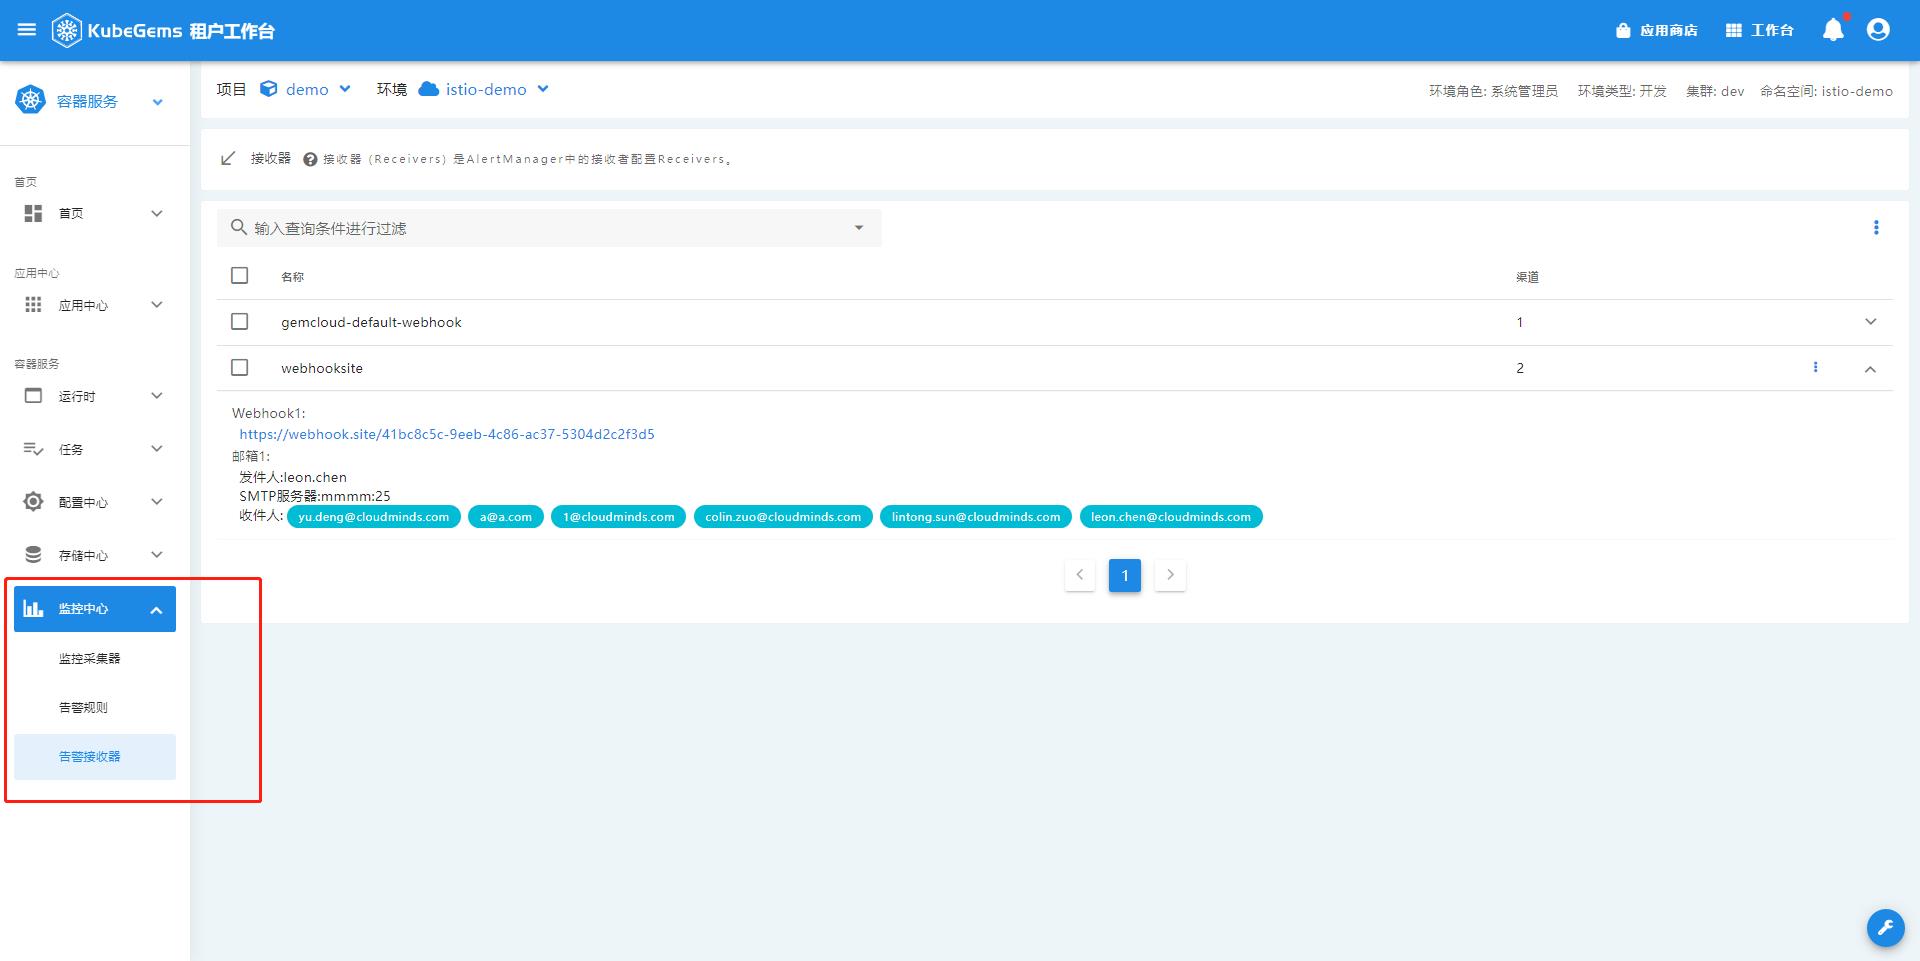 KubeGems 租户工作台
应用商店
工作台
容器服务
项目 demo 环境 istio-demo
环境角色: 系统管理员 环境类型: 开发 集群: dev 命名空间: istio-demo
接收器 接收器 (Receivers) 是AlertManager中的接收者配置Receivers。
首页
首页
应用中心
应用中心
容器服务
运行时
任务
配置中心
存储中心
监控中心
监控采集器
告警规则
告警接收器
输入查询条件进行过滤
名称 渠道
gemcloud-default-webhook 1
webhooksite 2
Webhook1:
https://webhook.site/41bc8c5c-9eeb-4c86-ac37-5304d2c2f3d5
邮箱1:
发件人:leon.chen
SMTP服务器:mmmm:25
收件人: yu.deng@cloudminds.com a@a.com 1@cloudminds.com colin.zuo@cloudminds.com lintong.sun@cloudminds.com leon.chen@cloudminds.com
1